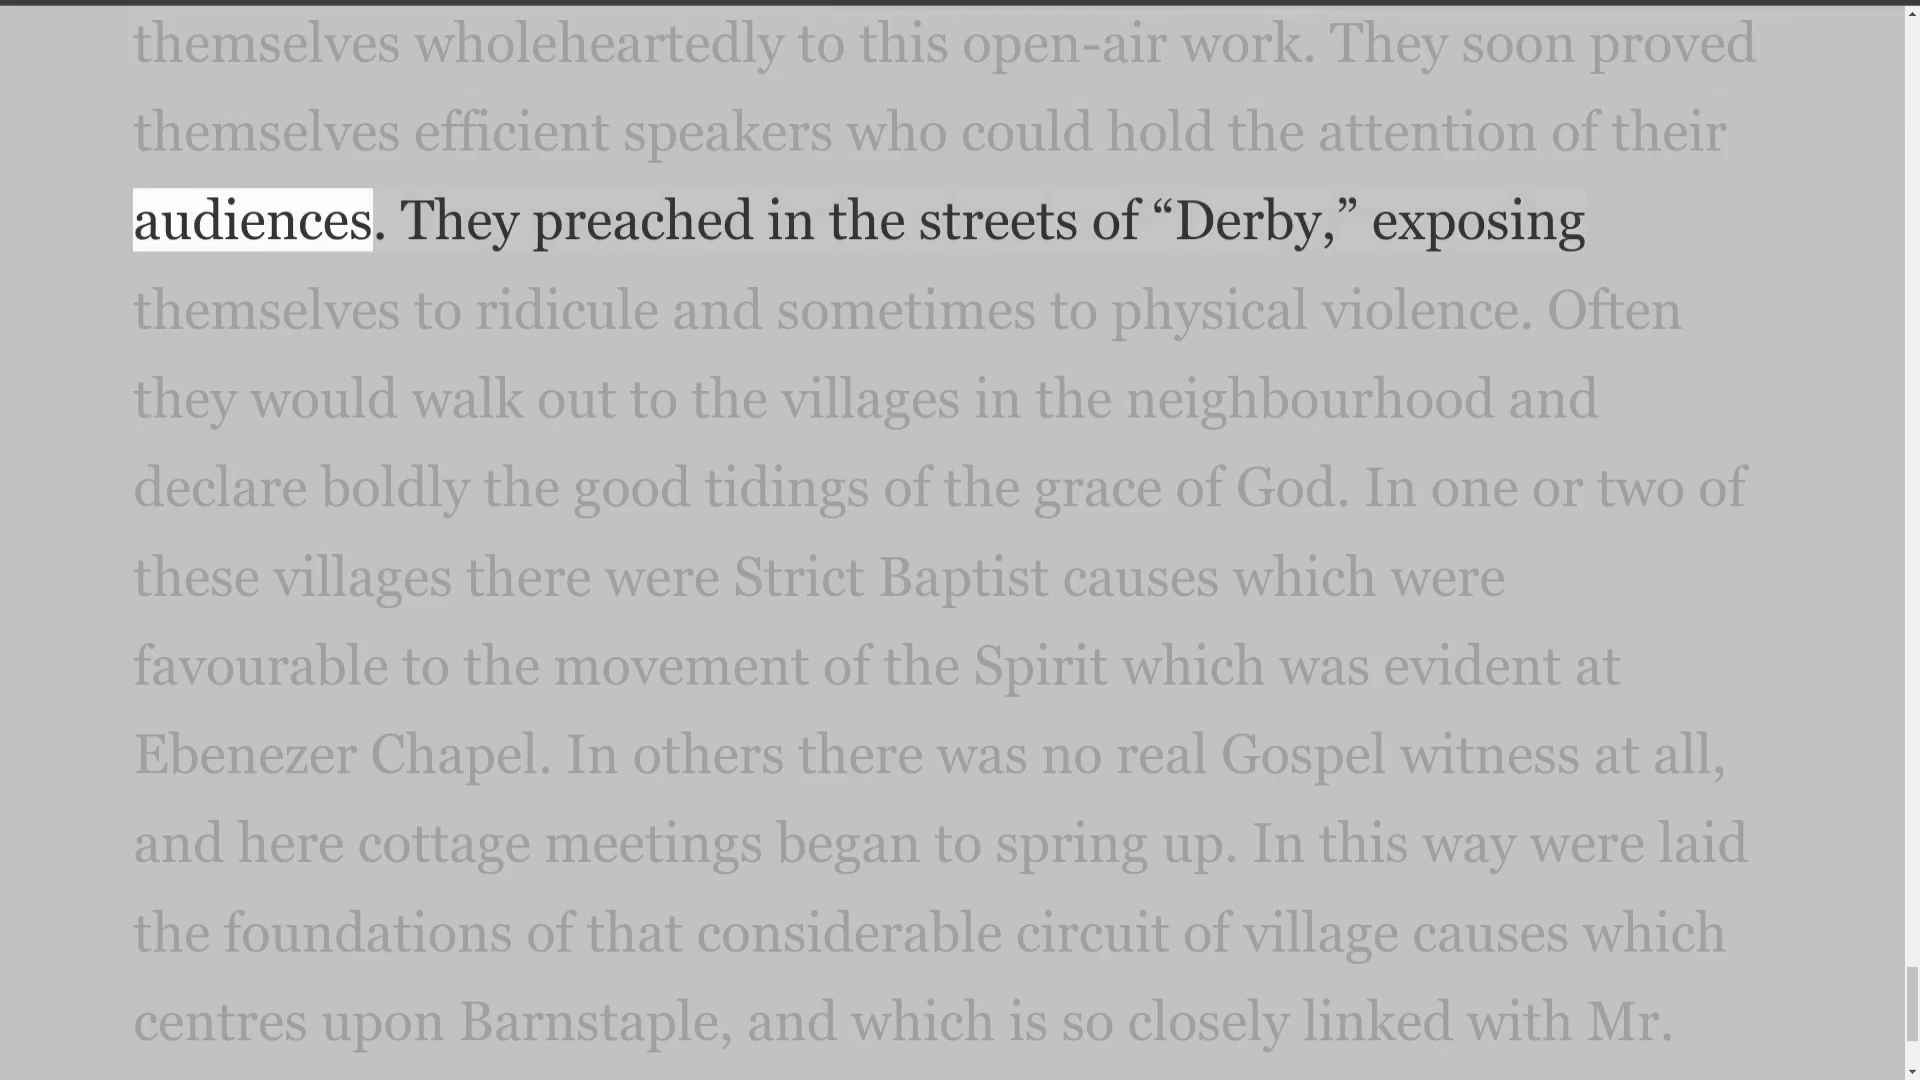 themselves wholeheartedly to this open-air work. They soon proved
themselves efficient speakers who could hold the attention of their
audiences. They preached in the streets of “Derby,” exposing
themselves to ridicule and sometimes to physical violence. Often
they would walk out to the villages in the neighbourhood and
declare boldly the good tidings of the grace of God. In one or two of
these villages there were Strict Baptist causes which were
favourable to the movement of the Spirit which was evident at
Ebenezer Chapel. In others there was no real Gospel witness at all,
and here cottage meetings began to spring up. In this way were laid
the foundations of that considerable circuit of village causes which
centres upon Barnstaple, and which is so closely linked with Mr.